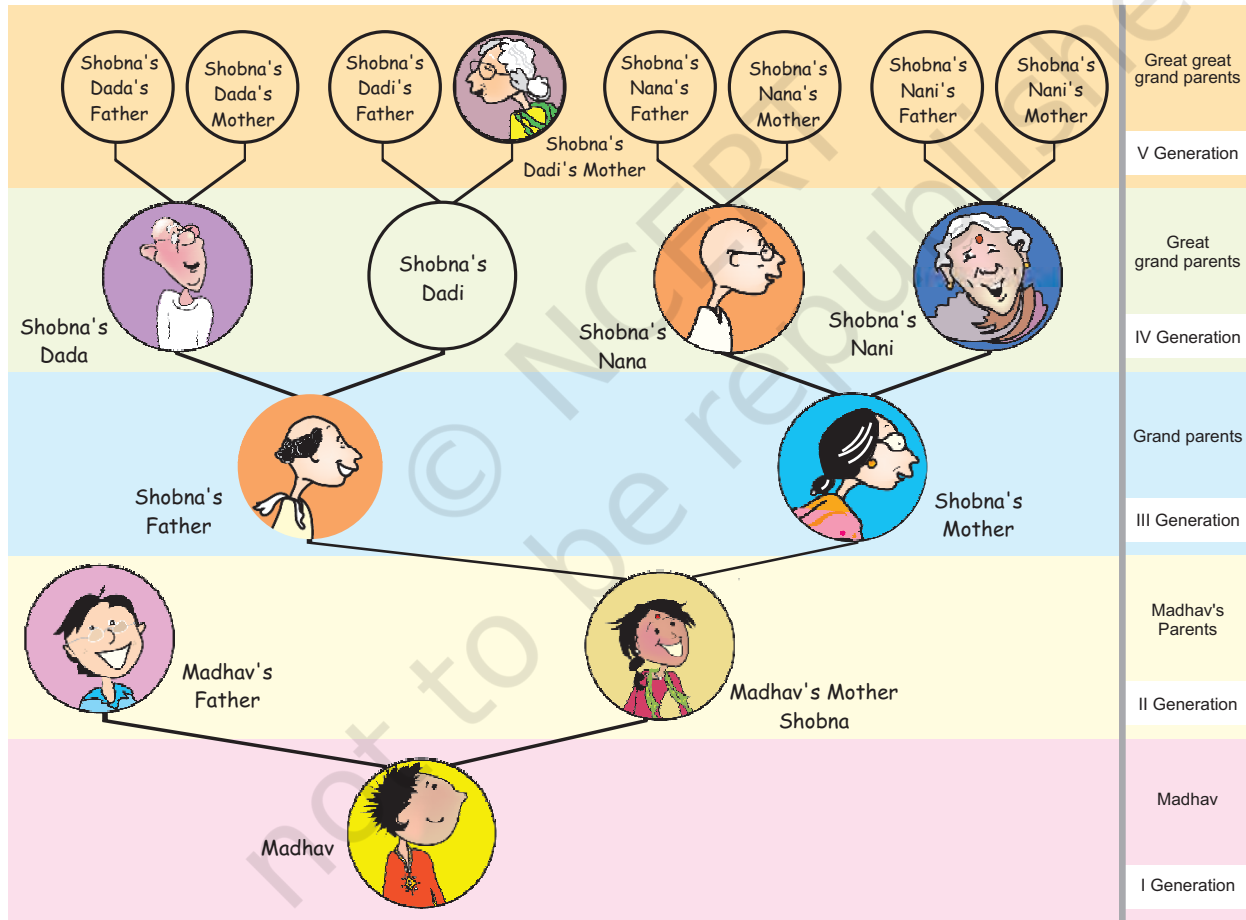 Shobna's
Dada's
Father
Shobna's
Dada's
Mother
Shobna's
Dadi's
Father
Shobna's
Dadi's Mother
Shobna's
Nana's
Father
Shobna's
Nana's
Mother
Shobna's
Nani's
Father
Shobna's
Nani's
Mother
Great great
grand parents
V Generation
Shobna's
Dada
Shobna's
Dadi
Shobna's
Nana
Shobna's
Nani
Great
grand parents
IV Generation
Shobna's
Father
Shobna's
Mother
Grand parents
III Generation
Madhav's
Father
Madhav's Mother
Shobna
Madhav's
Parents
II Generation
Madhav
Madhav
I Generation
© NCERT
not to be republishe